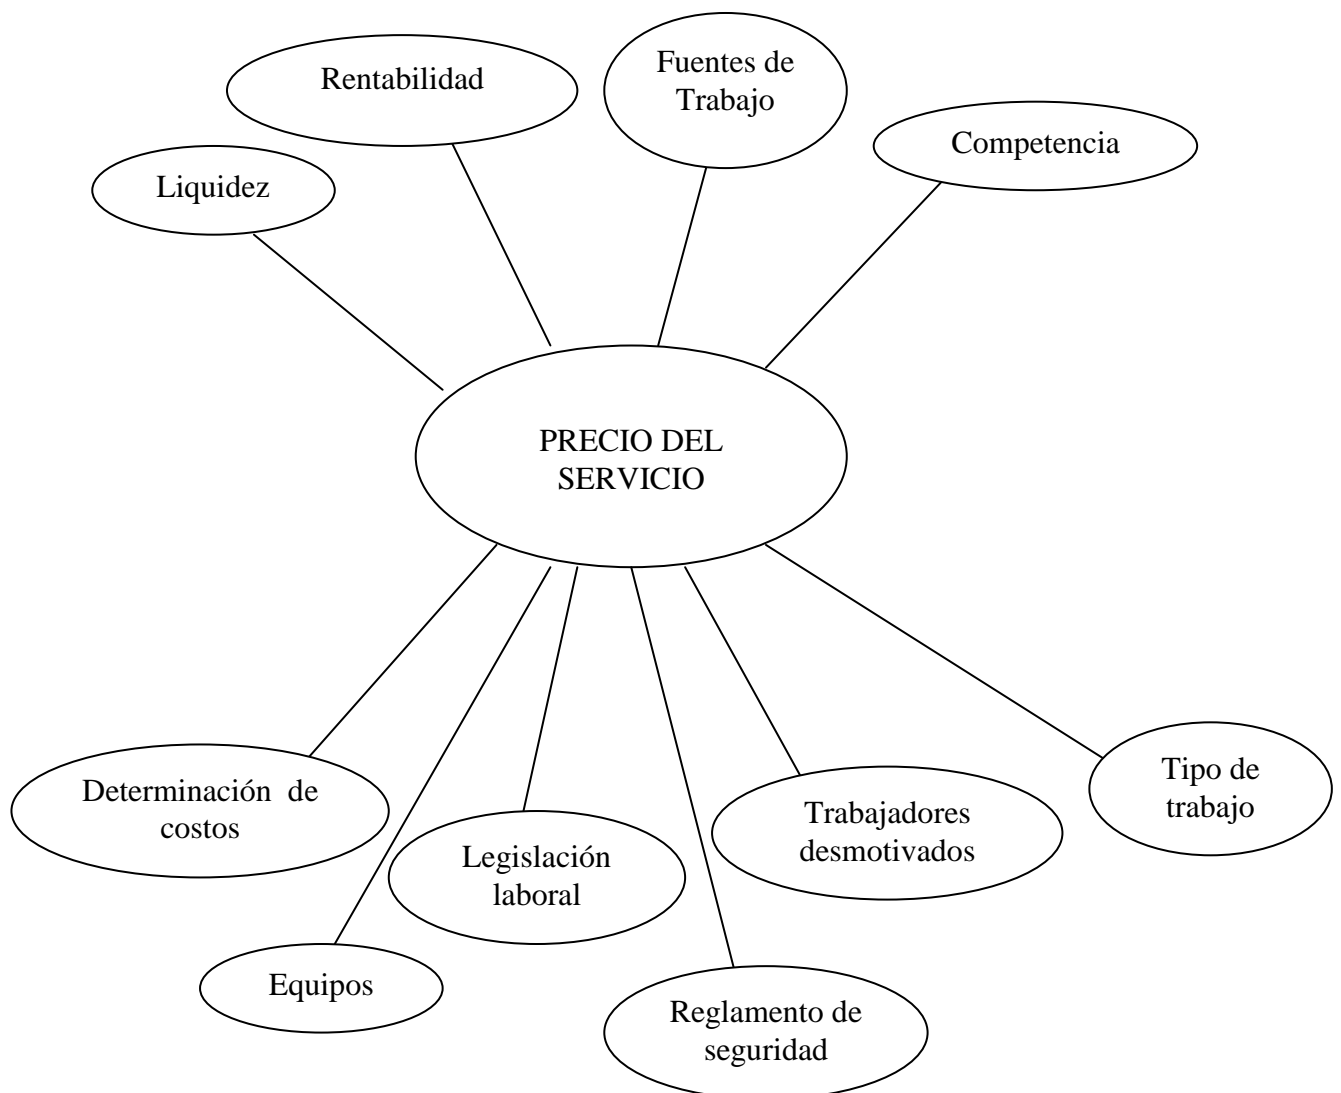 Rentabilidad
Fuentes de
Trabajo
Competencia
Liquidez
PRECIO DEL
SERVICIO
Determinación de
costos
Legislación
laboral
Trabajadores
desmotivados
Tipo de
trabajo
Equipos
Reglamento de
seguridad